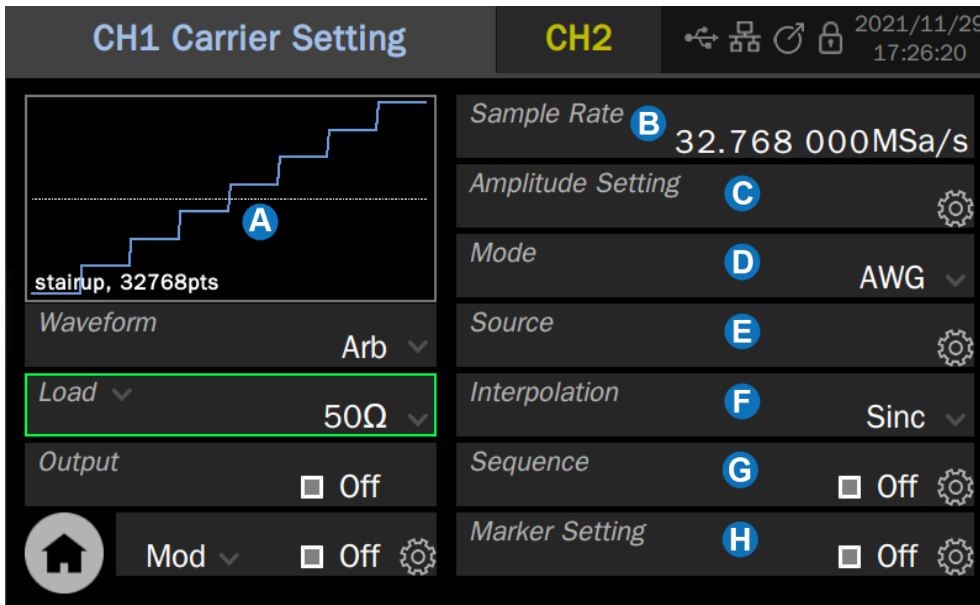 CH1 Carrier Setting
CH2
2021/11/29
17:26:20
A
stairup, 32768pts
Waveform
Arb
Load
50Ω
Output
Off
Mod
Off
Sample Rate
B
32.768 000MSa/s
Amplitude Setting
C
Mode
D
AWG
Source
E
Interpolation
F
Sinc
Sequence
G
Off
Marker Setting
H
Off